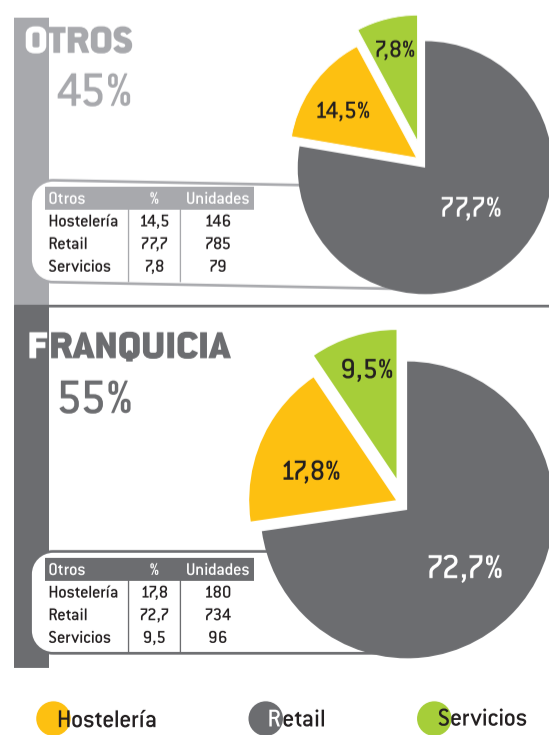 OTROS
45%
7,8%
14,5%
77,7%
Otros % Unidades
Hostelería 14,5 146
Retail 77,7 785
Servicios 7,8 79
FRANQUICIA
55%
9,5%
17,8%
72,7%
Otros % Unidades
Hostelería 17,8 180
Retail 72,7 734
Servicios 9,5 96
Hostelería Retail Servicios